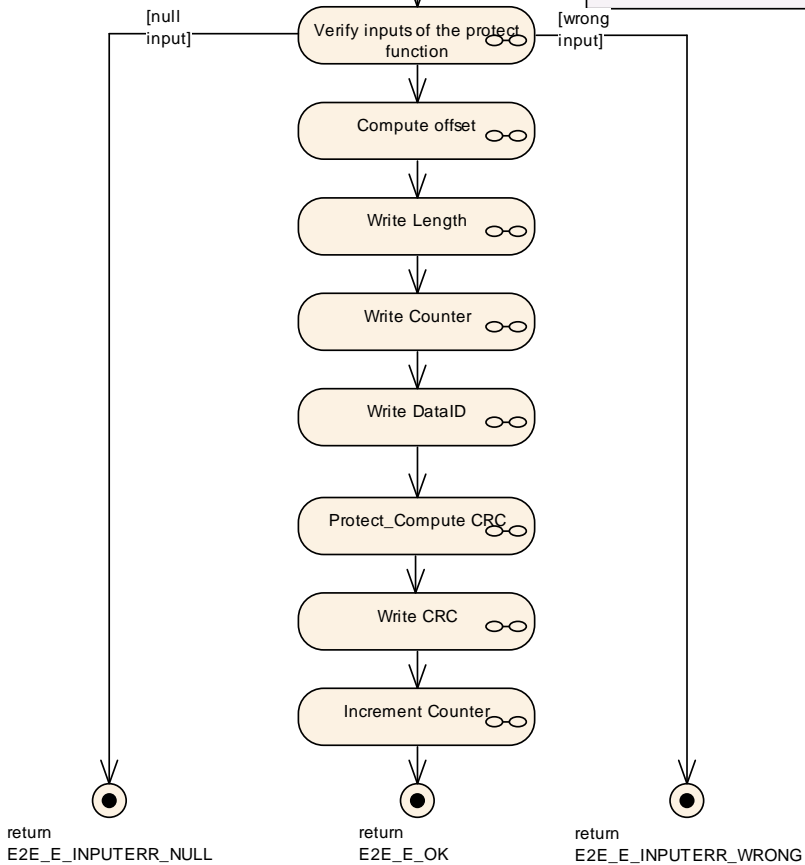 [null
input]
Verify inputs of the protect
function
[wrong
input]
Compute offset
Write Length
Write Counter
Write DataID
Protect_Compute CRC
Write CRC
Increment Counter
return
E2E_E_INPUTERR_NULL
return
E2E_E_OK
return
E2E_E_INPUTERR_WRONG